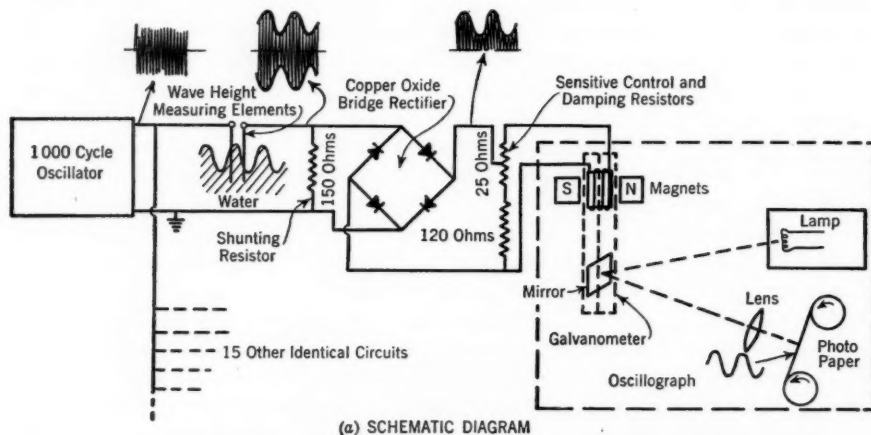 Wave Height
Measuring Elements
Copper Oxide
Bridge Rectifier
Sensitive Control and
Damping Resistors
1000 Cycle
Oscillator
150 Ohms
25 Ohms
S
N
Magnets
Lamp
Water
Shunting
Resistor
120 Ohms
Mirror
Lens
Galvanometer
Photo
Paper
Oscillograph
15 Other Identical Circuits
(a) SCHEMATIC DIAGRAM